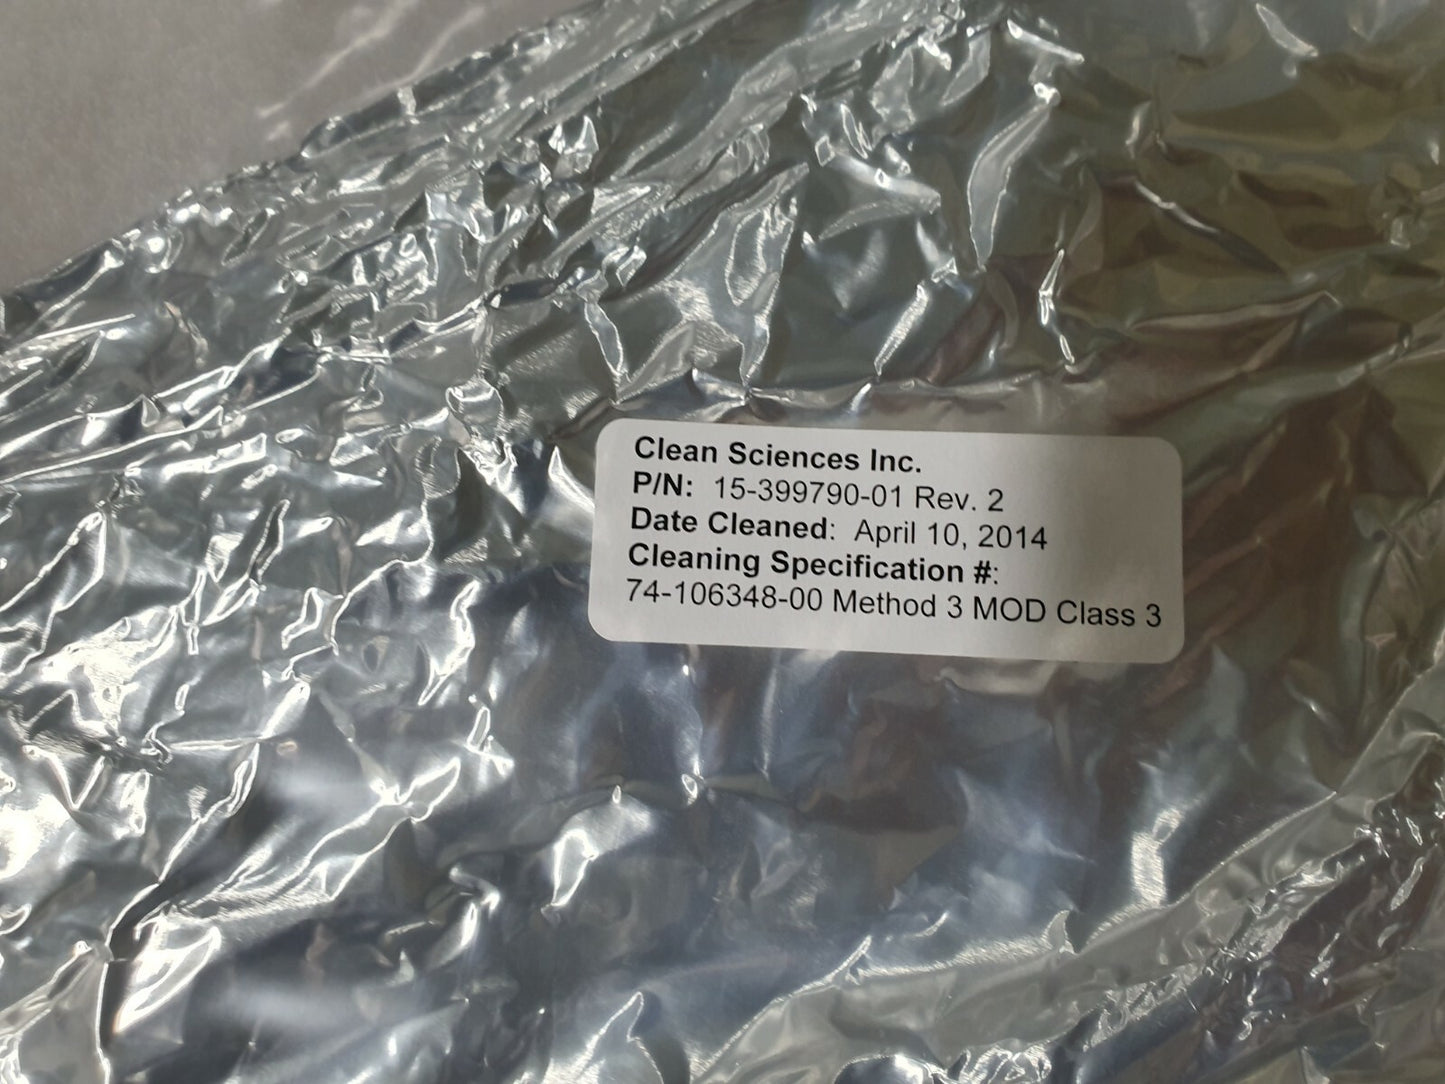 Clean Sciences Inc.
P/N: 15-399790-01 Rev. 2
Date Cleaned: April 10, 2014
Cleaning Specification #:
74-106348-00 Method 3 MOD Class 3